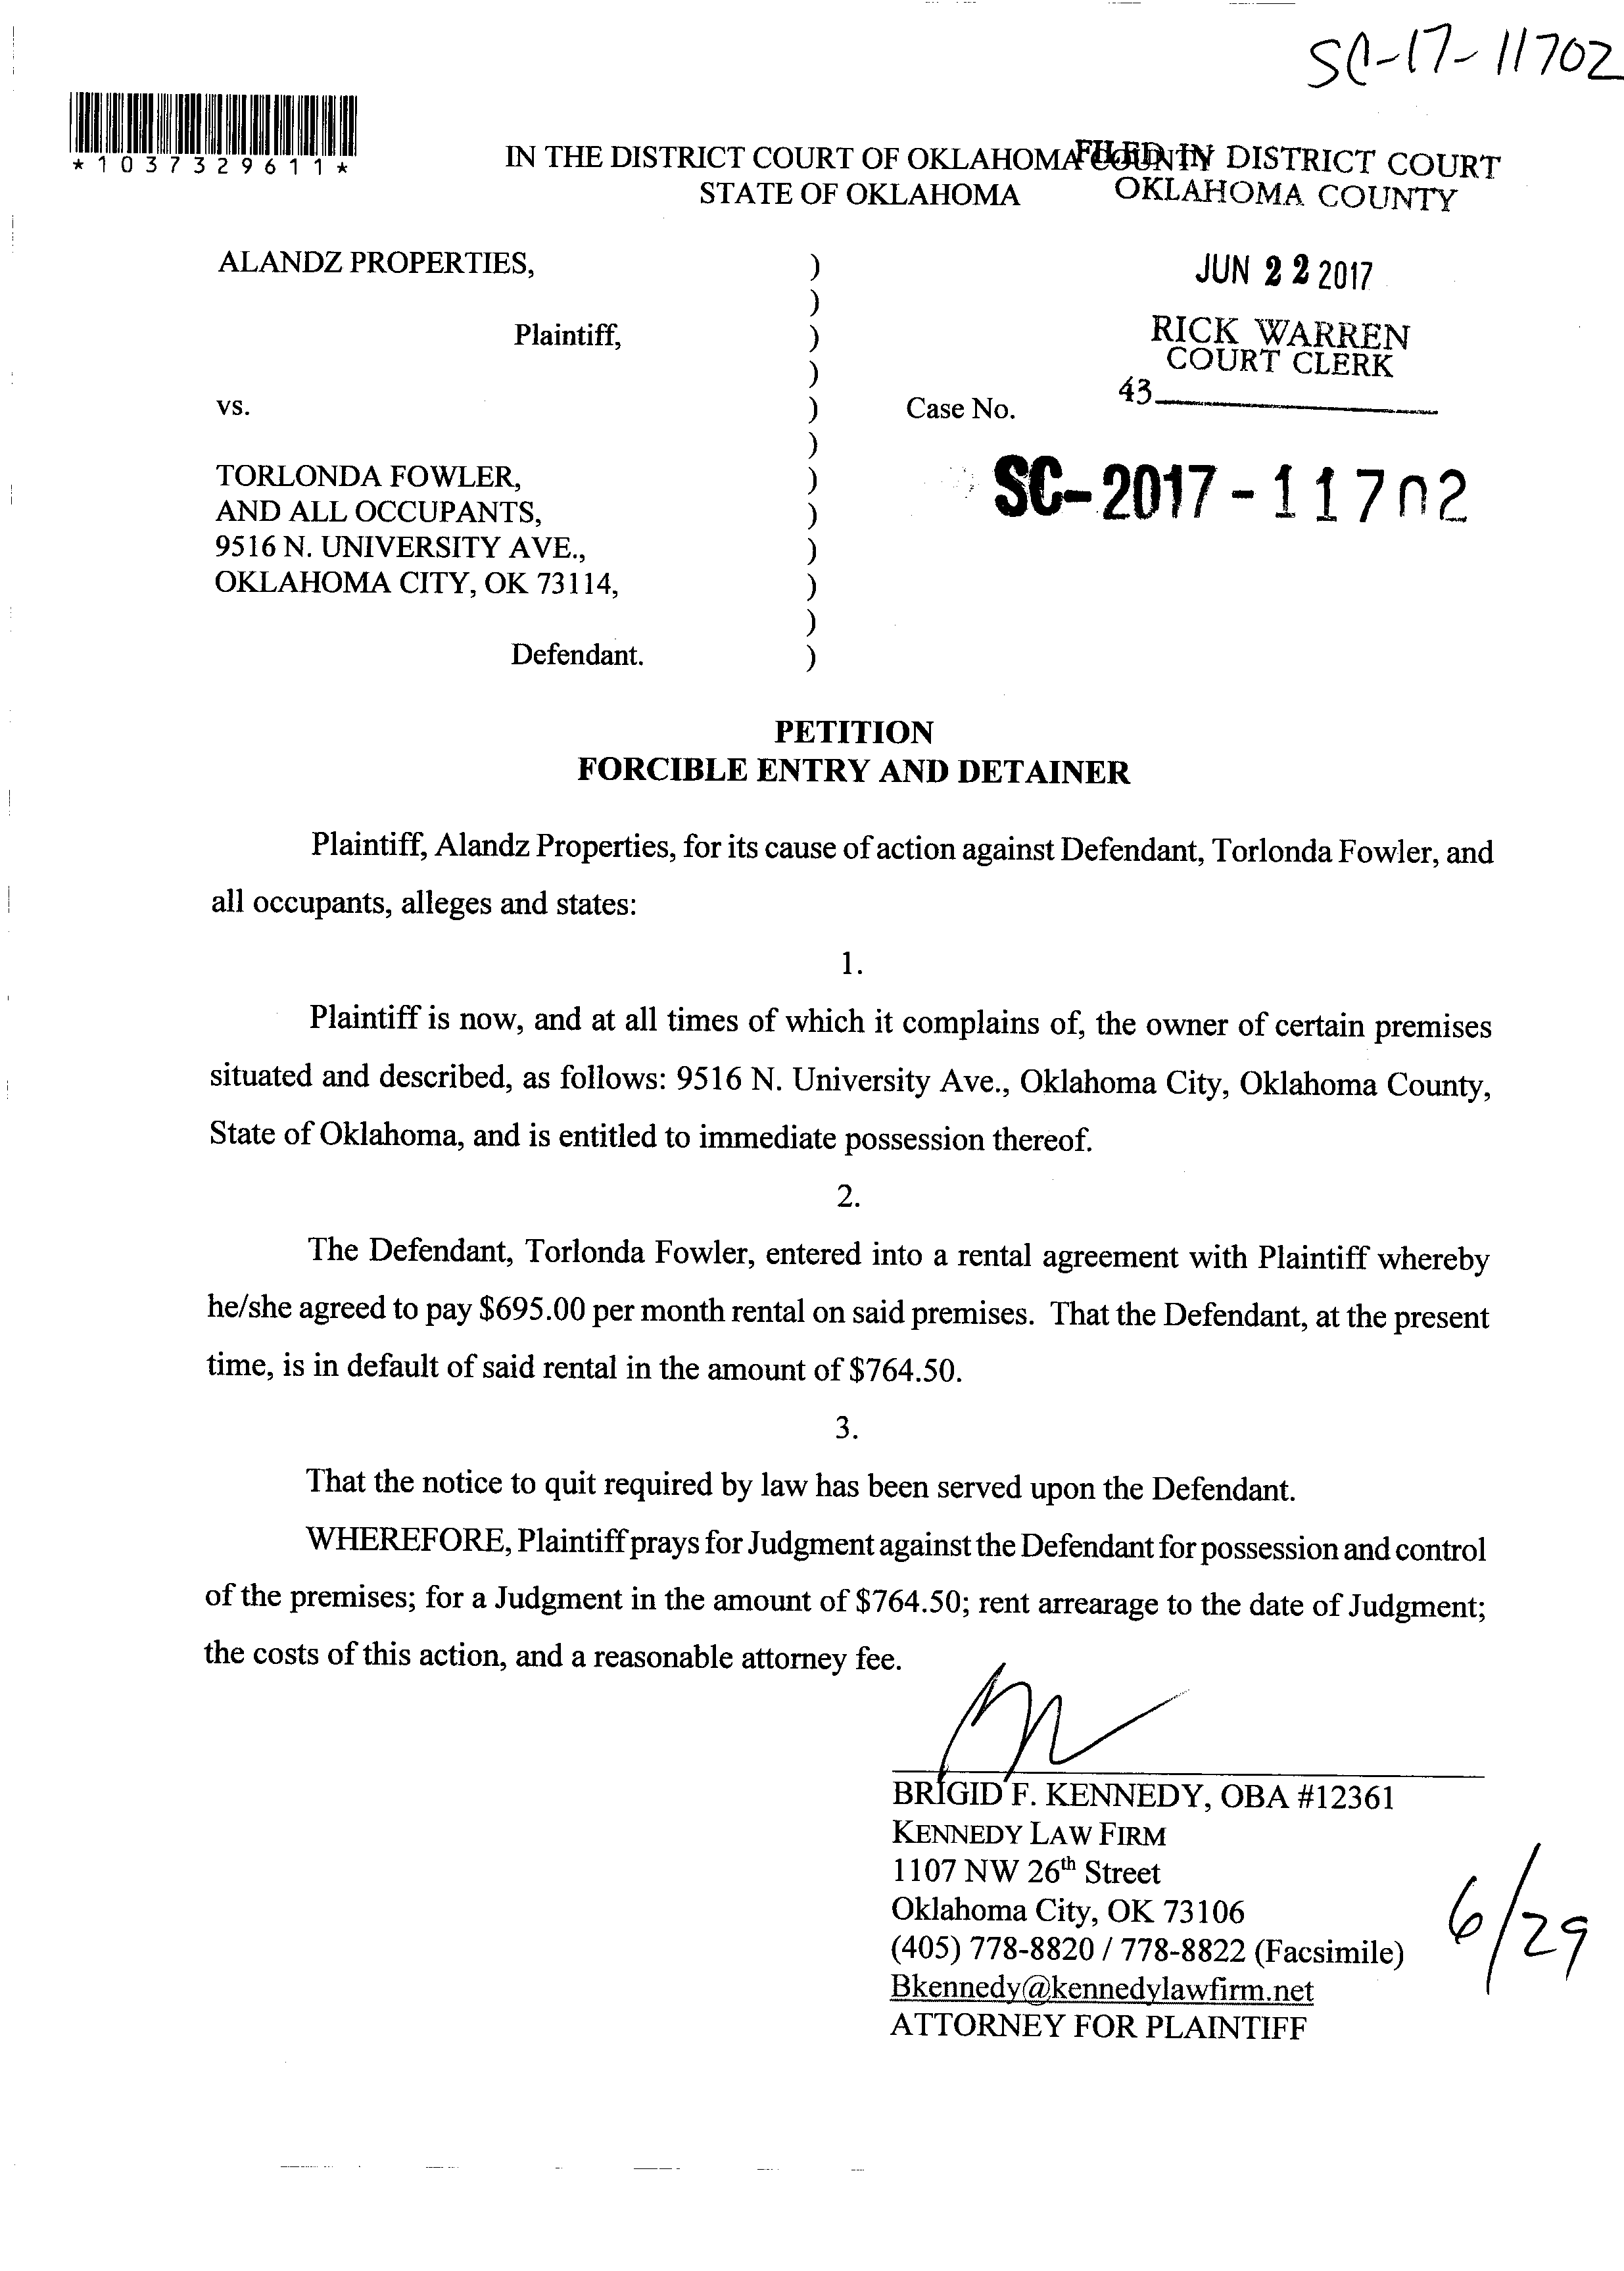 SC-17-11702
*1037329611*
IN THE DISTRICT COURT OF OKLAHOMA COUNTY
STATE OF OKLAHOMA
FILED IN DISTRICT COURT
OKLAHOMA COUNTY
JUN 22 2017
RICK WARREN
COURT CLERK
43
ALANDZ PROPERTIES, )
)
Plaintiff, )
)
vs. ) Case No.
)
SC-2017-11702
TORLONDA FOWLER, )
AND ALL OCCUPANTS, )
9516 N. UNIVERSITY AVE., )
OKLAHOMA CITY, OK 73114, )
)
Defendant. )
PETITION
FORCIBLE ENTRY AND DETAINER
Plaintiff, Alandz Properties, for its cause of action against Defendant, Torlonda Fowler, and
all occupants, alleges and states:
1.
Plaintiff is now, and at all times of which it complains of, the owner of certain premises
situated and described, as follows: 9516 N. University Ave., Oklahoma City, Oklahoma County,
State of Oklahoma, and is entitled to immediate possession thereof.
2.
The Defendant, Torlonda Fowler, entered into a rental agreement with Plaintiff whereby
he/she agreed to pay $695.00 per month rental on said premises. That the Defendant, at the present
time, is in default of said rental in the amount of $764.50.
3.
That the notice to quit required by law has been served upon the Defendant.
WHEREFORE, Plaintiff prays for Judgment against the Defendant for possession and control
of the premises; for a Judgment in the amount of $764.50; rent arrearage to the date of Judgment;
the costs of this action, and a reasonable attorney fee.
BRIGID F. KENNEDY, OBA #12361
KENNEDY LAW FIRM
1107 NW 26th Street
Oklahoma City, OK 73106
(405) 778-8820 / 778-8822 (Facsimile)
Bkennedy@kennedylawfirm.net
ATTORNEY FOR PLAINTIFF
6/29